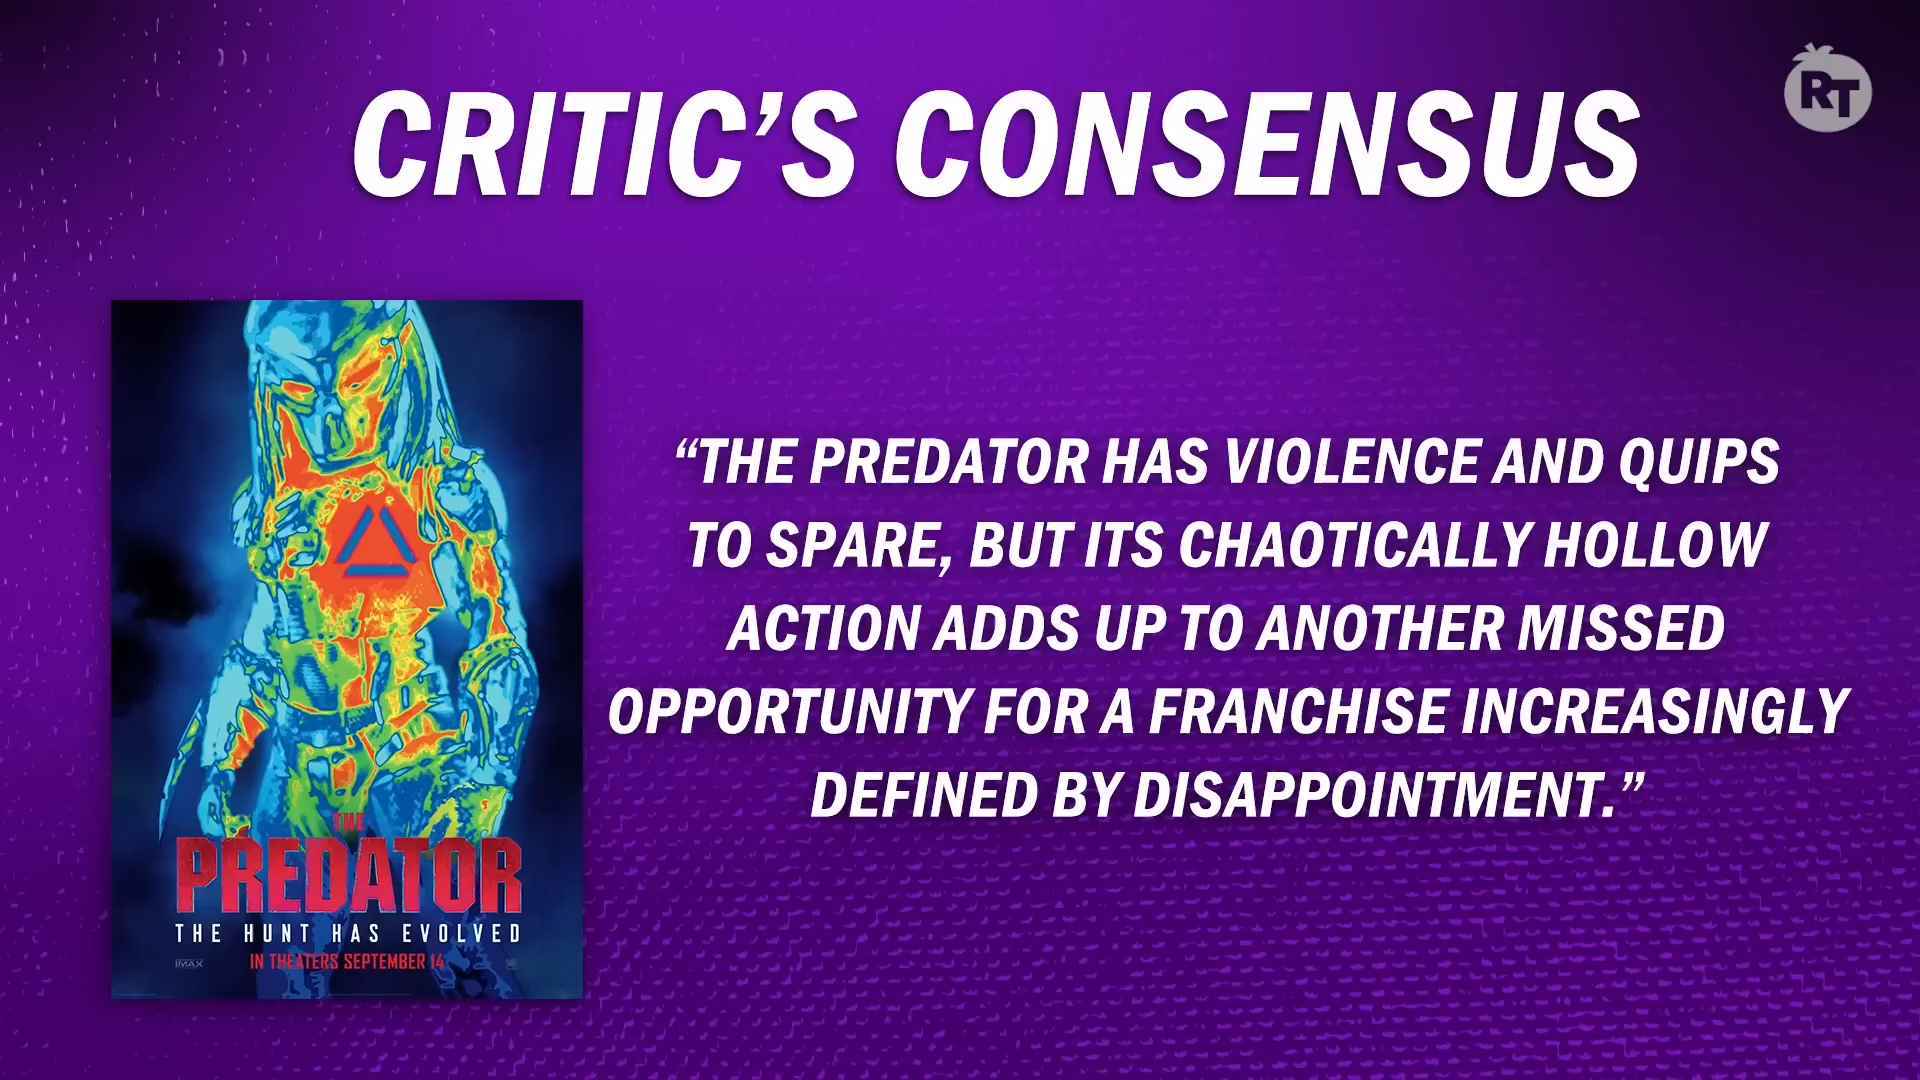 CRITIC’S CONSENSUS
RT
“THE PREDATOR HAS VIOLENCE AND QUIPS
TO SPARE, BUT ITS CHAOTICALLY HOLLOW
ACTION ADDS UP TO ANOTHER MISSED
OPPORTUNITY FOR A FRANCHISE INCREASINGLY
DEFINED BY DISAPPOINTMENT.”
THE
PREDATOR
THE HUNT HAS EVOLVED
IMAX
IN THEATERS SEPTEMBER 14